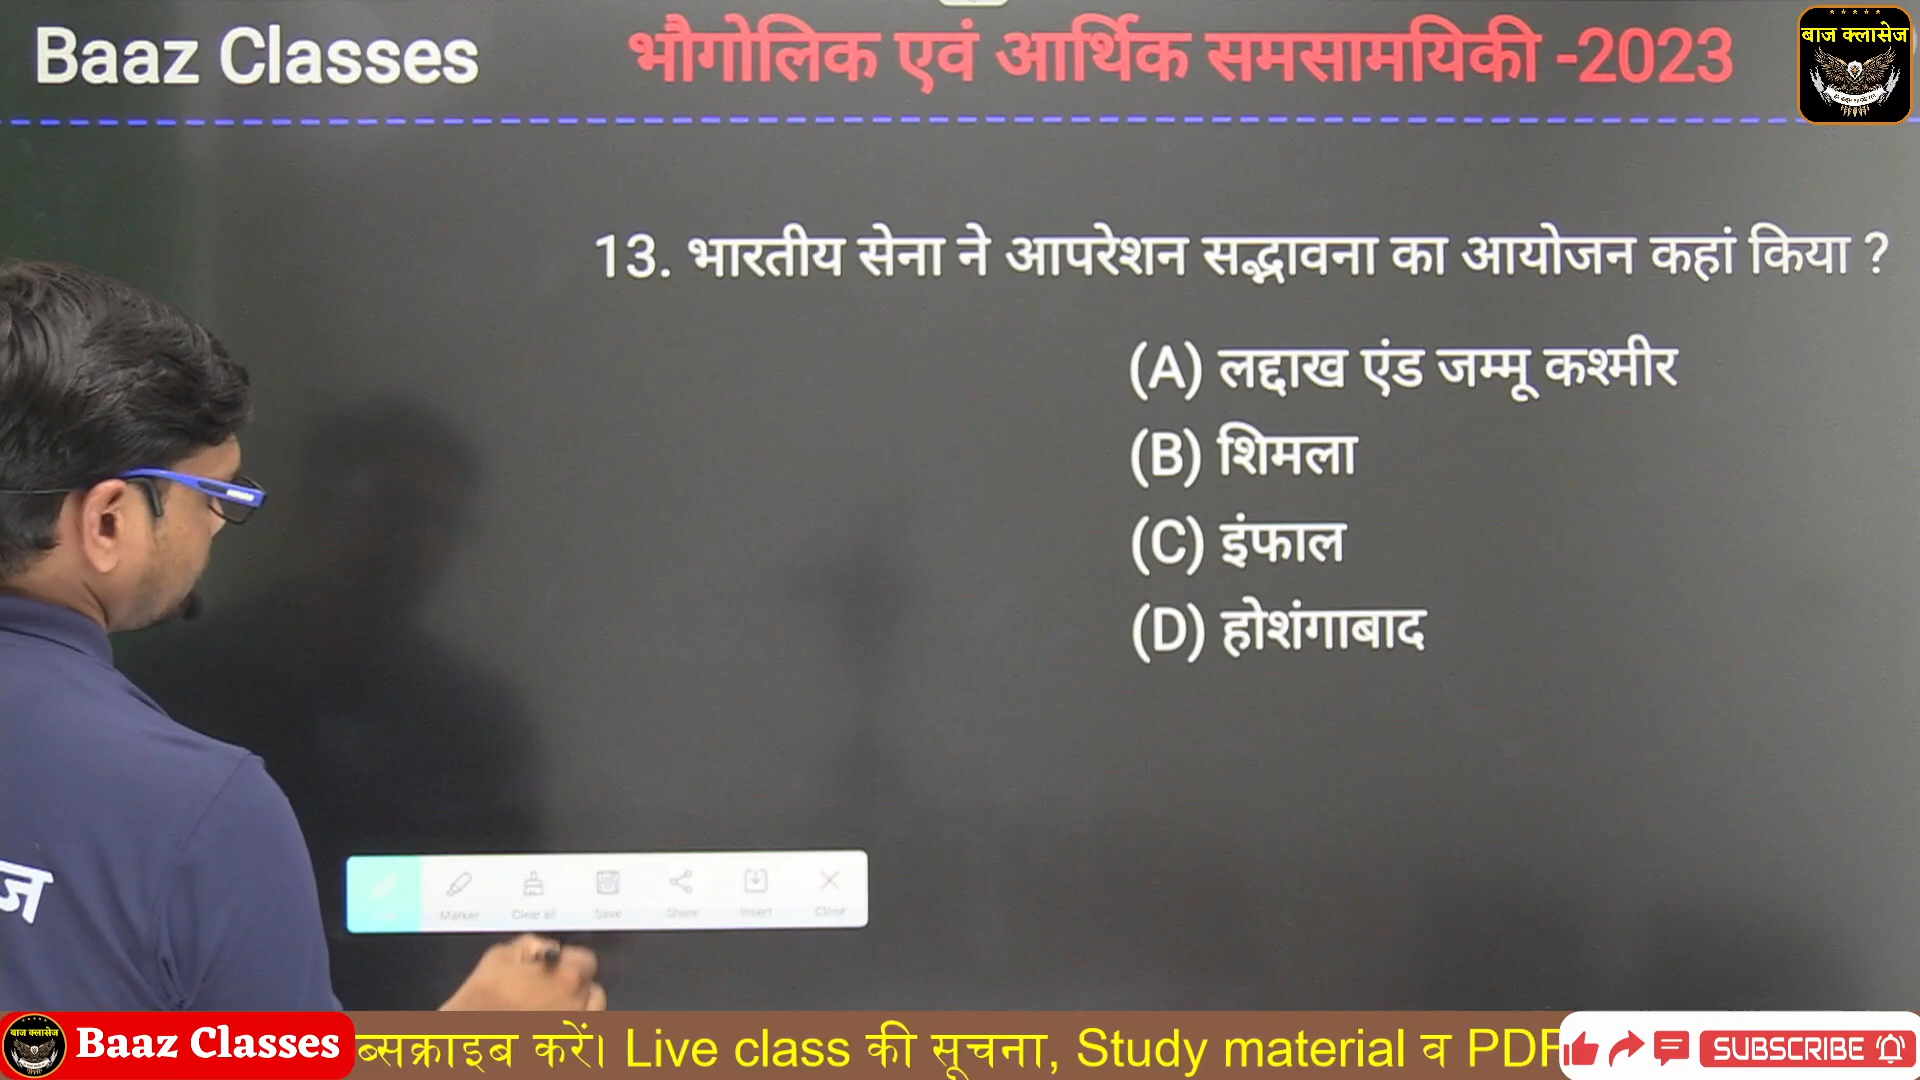 Baaz Classes
भौगोलिक एवं आर्थिक समसामयिकी -2023
बाज क्लासेज
13. भारतीय सेना ने आपरेशन सद्भावना का आयोजन कहां किया ?
(A) लद्दाख एंड जम्मू कश्मीर
(B) शिमला
(C) इंफाल
(D) होशंगाबाद
Marker
Clear all
Save
Share
Insert
Close
ज
बाज क्लासेज
Baaz Classes
ब्सक्राइब करें। Live class की सूचना, Study material व PDF
SUBSCRIBE